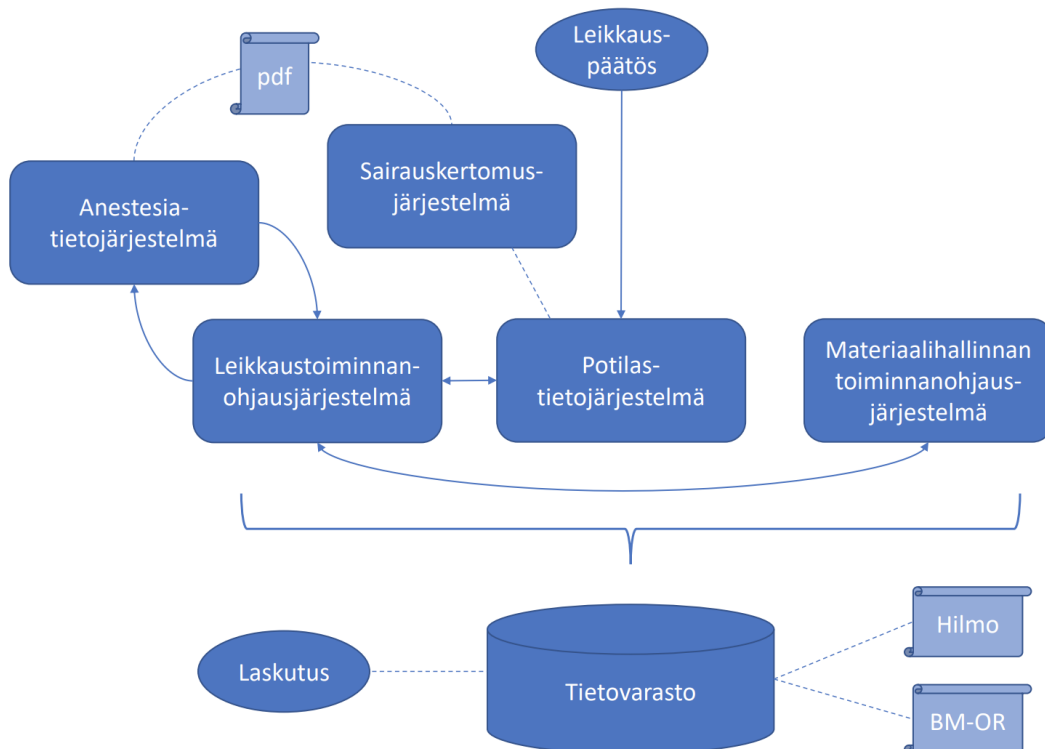 Leikkaus-
päätös
pdf
Sairauskertomus-
järjestelmä
Anestesia-
tietojärjestelmä
Leikkaustoiminnan-
ohjausjärjestelmä
Potilas-
tietojärjestelmä
Materiaalihallinnan
toiminnanohjaus-
järjestelmä
Hilmo
Laskutus
Tietovarasto
BM-OR